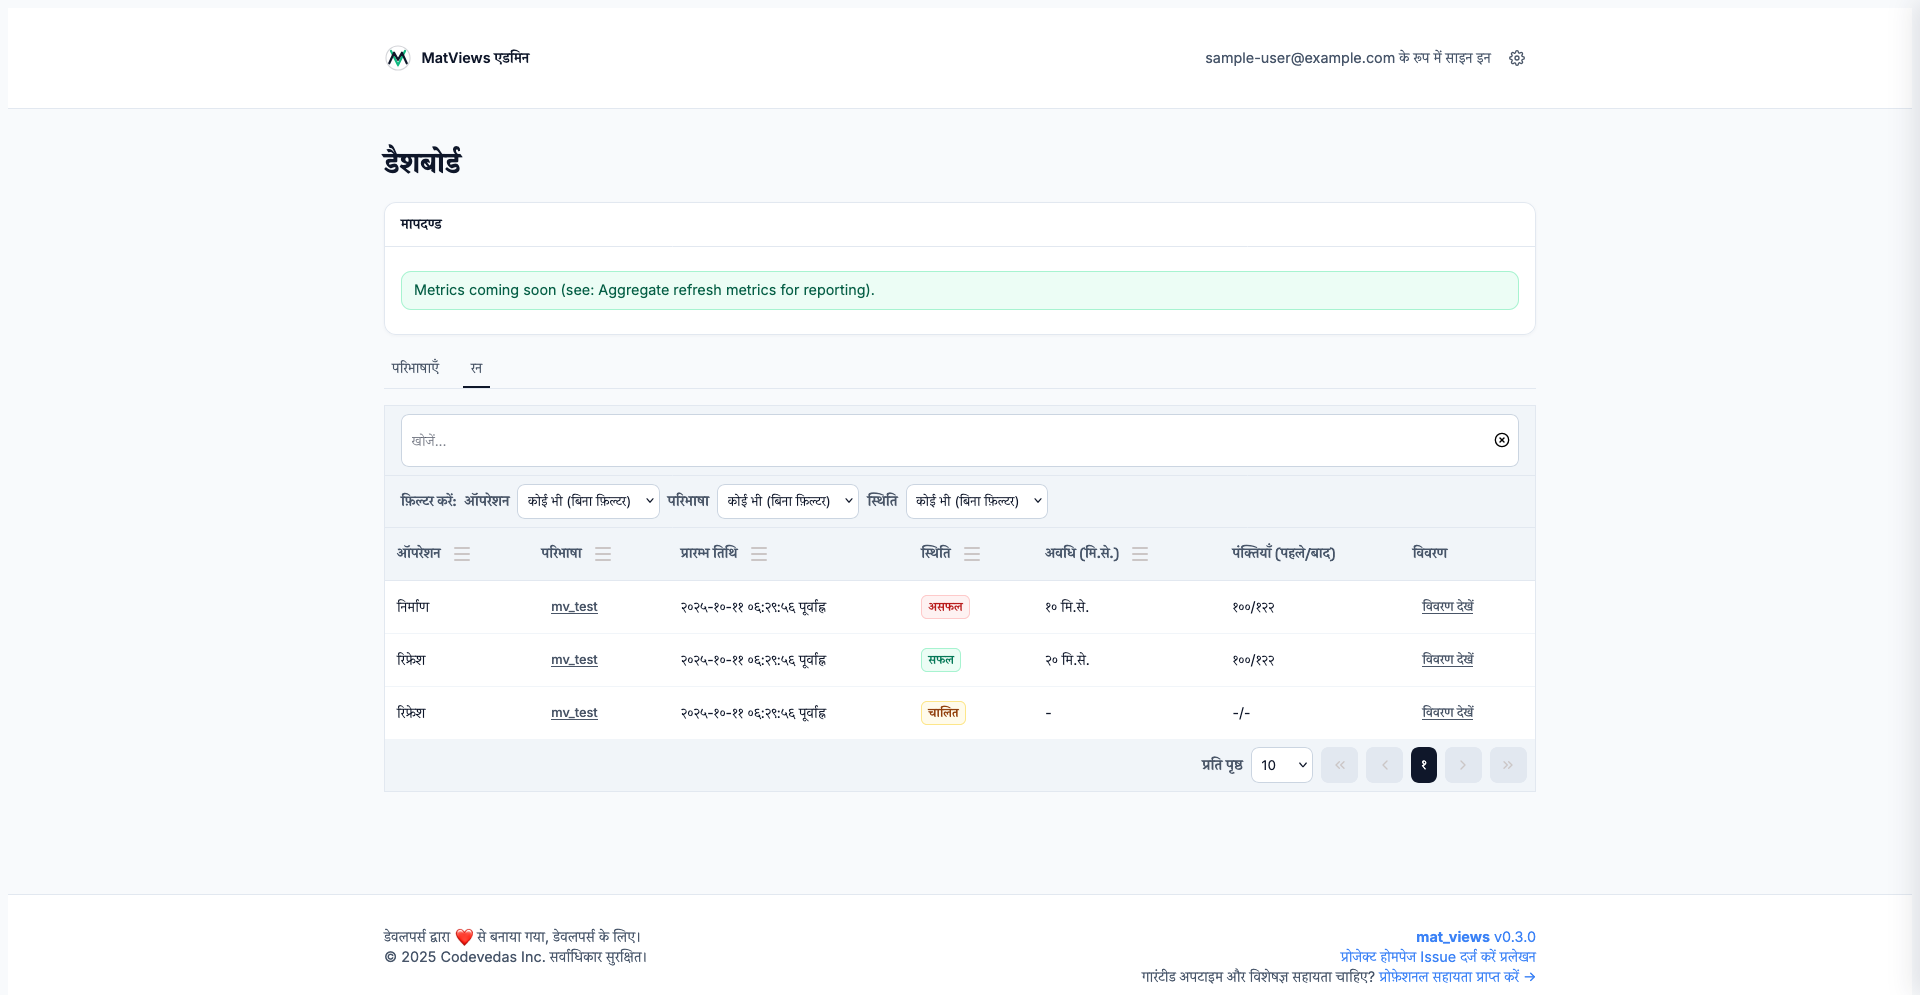 MatViews एडमिन
sample-user@example.com के रूप में साइन इन
डैशबोर्ड
मापदण्ड
Metrics coming soon (see: Aggregate refresh metrics for reporting).
परिभाषाएँ रन
खोजें...
फ़िल्टर करें: ऑपरेशन कोई भी (बिना फ़िल्टर) परिभाषा कोई भी (बिना फ़िल्टर) स्थिति कोई भी (बिना फ़िल्टर)
ऑपरेशन परिभाषा प्रारम्भ तिथि स्थिति अवधि (मि.से.) पंक्तियाँ (पहले/बाद) विवरण
निर्माण mv_test २०२५-१०-११ ०६:२९:५६ पूर्वाह्न असफल १० मि.से. १००/१२२ विवरण देखें
रिफ्रेश mv_test २०२५-१०-११ ०६:२९:५६ पूर्वाह्न सफल २० मि.से. १००/१२२ विवरण देखें
रिफ्रेश mv_test २०२५-१०-११ ०६:२९:५६ पूर्वाह्न चालित - -/- विवरण देखें
प्रति पृष्ठ 10 « ‹ १ › »
डेवलपर्स द्वारा ❤️ से बनाया गया, डेवलपर्स के लिए।
© 2025 Codevedas Inc. सर्वाधिकार सुरक्षित।
mat_views v0.3.0
प्रोजेक्ट होमपेज Issue दर्ज करें प्रलेखन
गारंटीड अपटाइम और विशेषज्ञ सहायता चाहिए? प्रोफ़ेशनल सहायता प्राप्त करें →